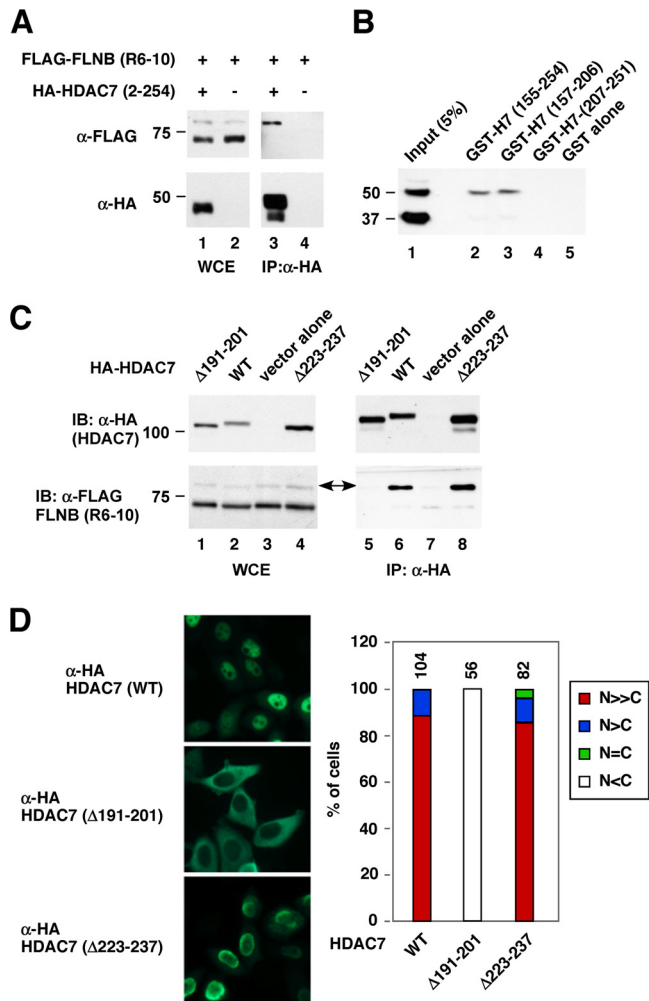 A
FLAG-FLNB (R6-10) + + + +
HA-HDAC7 (2-254) + - + -
α-FLAG 75
α-HA 50
1 2 3 4
WCE IP:α-HA
B
Input (5%) GST-H7 (155-254) GST-H7 (157-206) GST-H7-(207-251) GST alone
50
37
1 2 3 4 5
C
HA-HDAC7 Δ191-201 WT vector alone Δ223-237 Δ191-201 WT vector alone Δ223-237
IB: α-HA
(HDAC7) 100
IB: α-FLAG 75
FLNB (R6-10)
1 2 3 4 5 6 7 8
WCE IP: α-HA
D
α-HA
HDAC7 (WT)
α-HA
HDAC7 (Δ191-201)
α-HA
HDAC7 (Δ223-237)
% of cells
120
100
80
60
40
20
0
104 56 82
HDAC7 WT Δ191-201 Δ223-237
N>>C
N>C
N=C
N<C